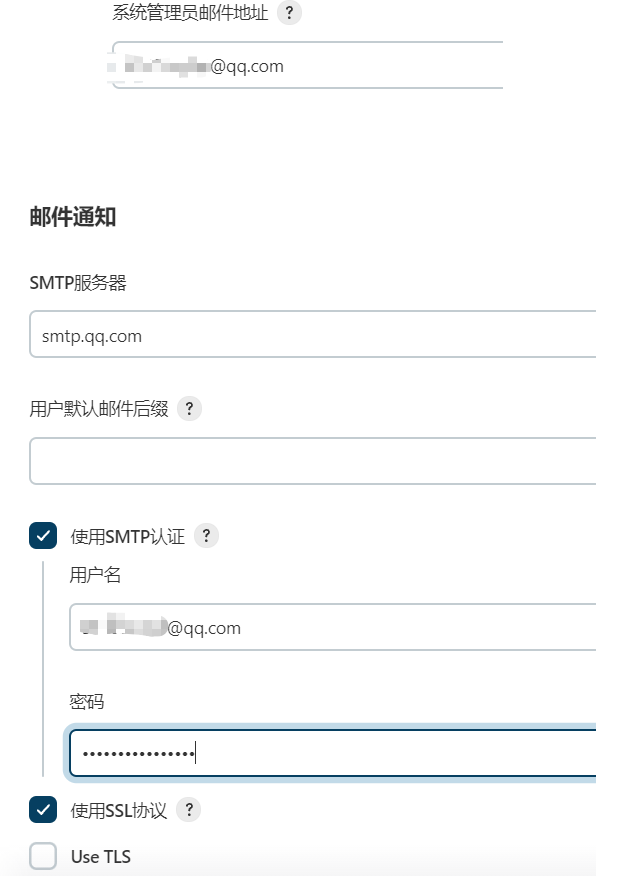 系统管理员邮件地址 ?
@qq.com
邮件通知
SMTP服务器
smtp.qq.com
用户默认邮件后缀 ?
使用SMTP认证 ?
用户名
@qq.com
密码
••••••••••••••••
使用SSL协议 ?
Use TLS